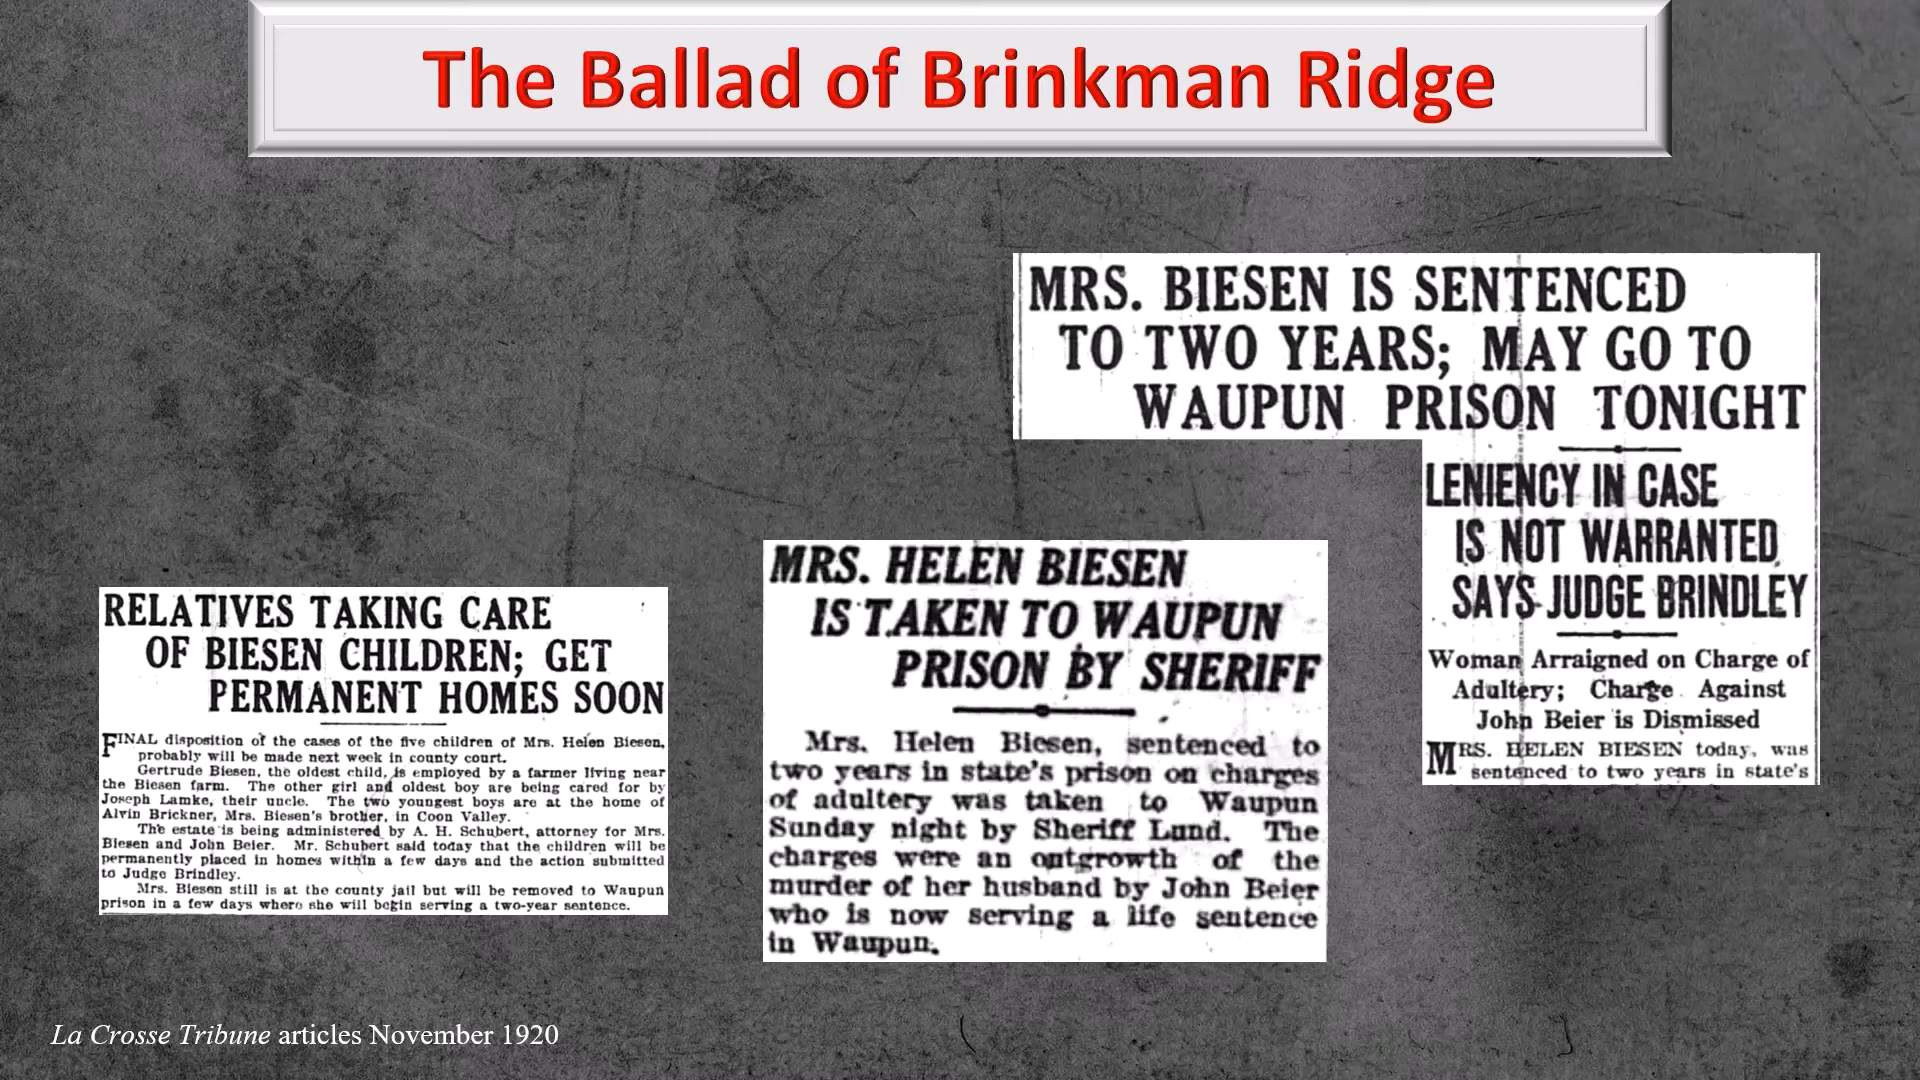 The Ballad of Brinkman Ridge
MRS. BIESEN IS SENTENCED
TO TWO YEARS; MAY GO TO
WAUPUN PRISON TONIGHT
LENIENCY IN CASE
IS NOT WARRANTED
SAYS JUDGE BRINDLEY
Woman Arraigned on Charge of
Adultery; Charge Against
John Beier is Dismissed
MRS. HELEN BIESEN today, was
sentenced to two years in state's
MRS. HELEN BIESEN
IS TAKEN TO WAUPUN
PRISON BY SHERIFF
Mrs. Helen Biesen, sentenced to
two years in state's prison on charges
of adultery was taken to Waupun
Sunday night by Sheriff Lund. The
charges were an outgrowth of the
murder of her husband by John Beier
who is now serving a life sentence
in Waupun.
RELATIVES TAKING CARE
OF BIESEN CHILDREN; GET
PERMANENT HOMES SOON
FINAL disposition of the cases of the five children of Mrs. Helen Biesen,
probably will be made next week in county court.
Gertrude Biesen, the oldest child, is employed by a farmer living near
the Biesen farm. The other girl and oldest boy are being cared for by
Joseph Lamke, their uncle. The two youngest boys are at the home of
Alvin Brickner, Mrs. Biesen's brother, in Coon Valley.
The estate is being administered by A. H. Schubert, attorney for Mrs.
Biesen and John Beier. Mr. Schubert said today that the children will be
permanently placed in homes within a few days and the action submitted
to Judge Brindley.
Mrs. Biesen still is at the county jail but will be removed to Waupun
prison in a few days where she will begin serving a two-year sentence.
La Crosse Tribune articles November 1920